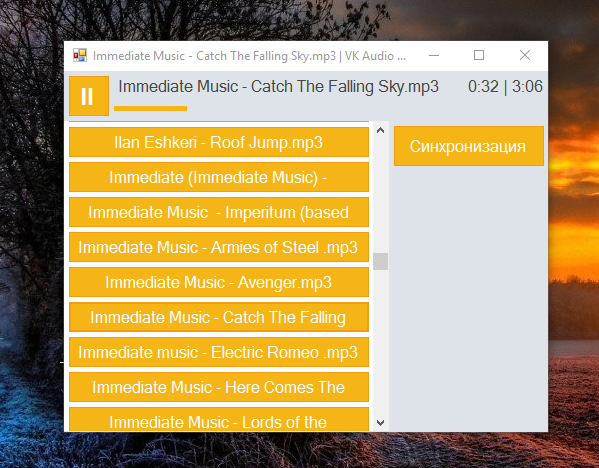 Immediate Music - Catch The Falling Sky.mp3 | VK Audio ...
Immediate Music - Catch The Falling Sky.mp3 0:32 | 3:06
Ilan Eshkeri - Roof Jump.mp3
Immediate (Immediate Music) -
Immediate Music  - Imperitum (based
Immediate Music - Armies of Steel .mp3
Immediate Music - Avenger.mp3
Immediate Music - Catch The Falling
Immediate music - Electric Romeo .mp3
Immediate Music - Here Comes The
Immediate Music - Lords of the
Синхронизация